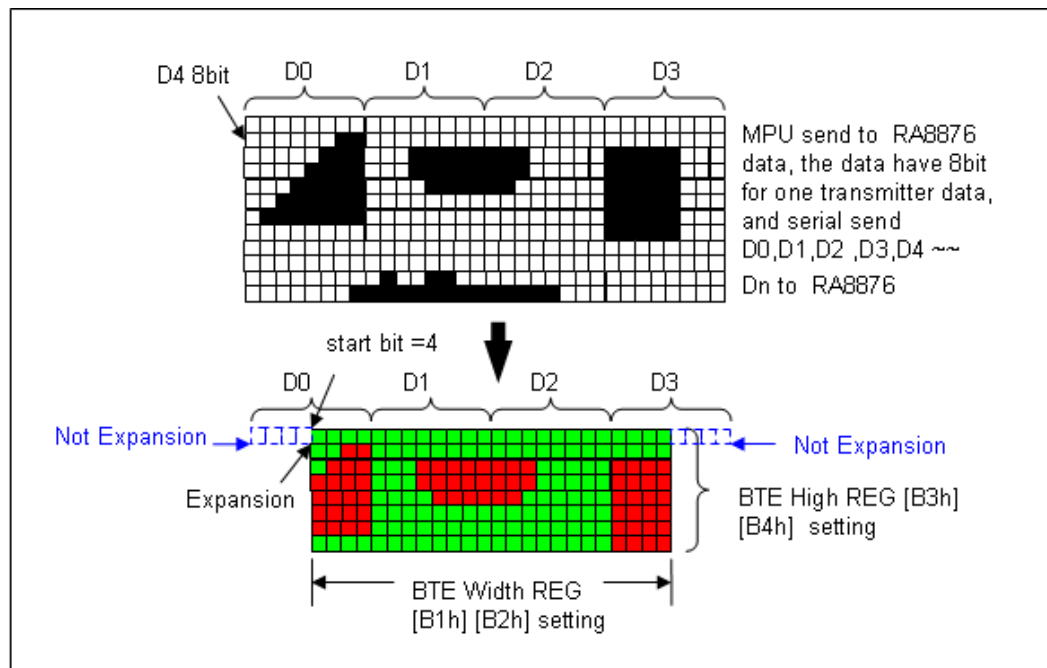 D4 8bit
D0
D1
D2
D3
MPU send to RA8876
data, the data have 8bit
for one transmitter data,
and serial send
D0,D1,D2 ,D3,D4 ~~
Dn to RA8876
start bit =4
D0
D1
D2
D3
Not Expansion
Not Expansion
Expansion
BTE High REG [B3h]
[B4h] setting
BTE Width REG
[B1h] [B2h] setting